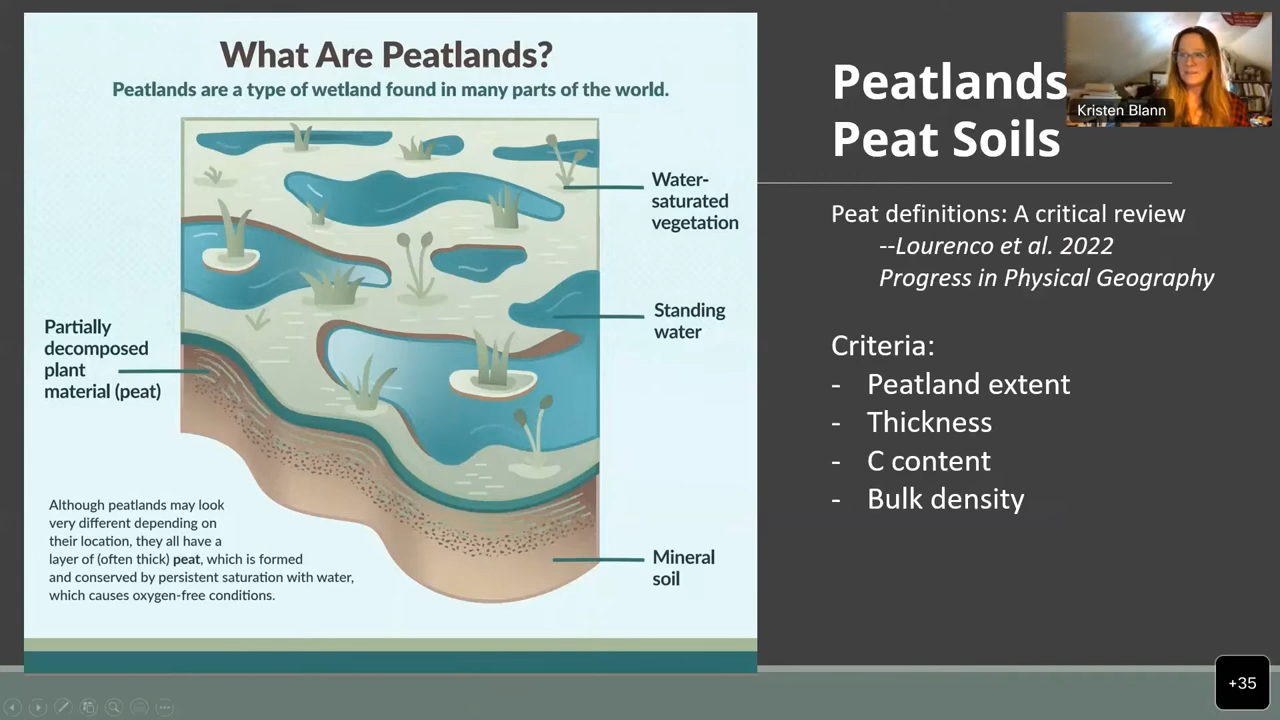 What Are Peatlands?
Peatlands are a type of wetland found in many parts of the world.
Water-
saturated
vegetation
Standing
water
Partially
decomposed
plant
material (peat)
Although peatlands may look
very different depending on
their location, they all have a
layer of (often thick) peat, which is formed
and conserved by persistent saturation with water,
which causes oxygen-free conditions.
Mineral
soil
Peatlands
Peat Soils
Kristen Blann
Peat definitions: A critical review
--Lourenco et al. 2022
Progress in Physical Geography
Criteria:
- Peatland extent
- Thickness
- C content
- Bulk density
+35